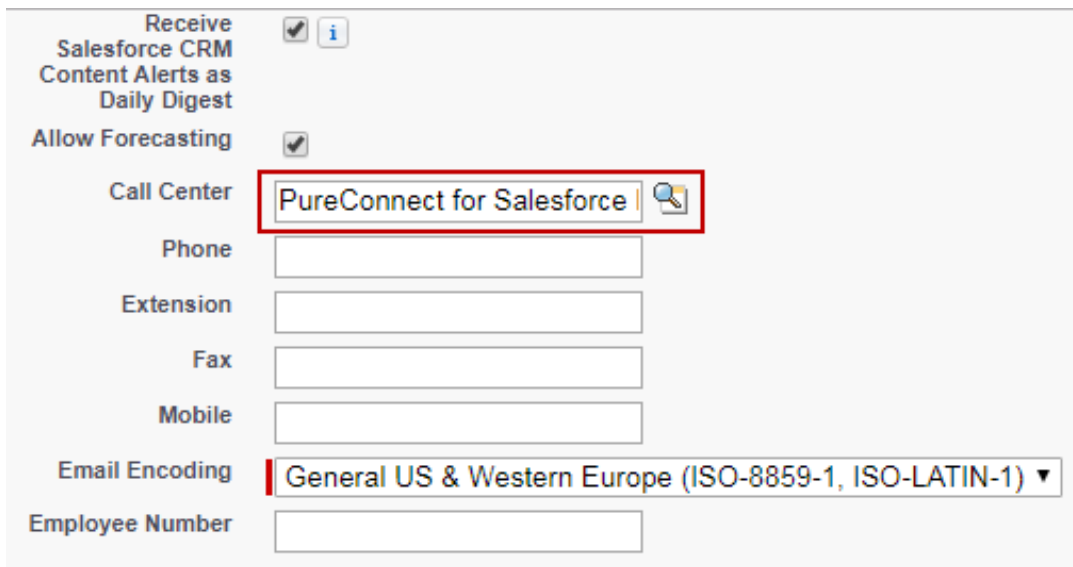 Receive
Salesforce CRM
Content Alerts as
Daily Digest
i
Allow Forecasting
Call Center
PureConnect for Salesforce
Phone
Extension
Fax
Mobile
Email Encoding
General US & Western Europe (ISO-8859-1, ISO-LATIN-1)
Employee Number